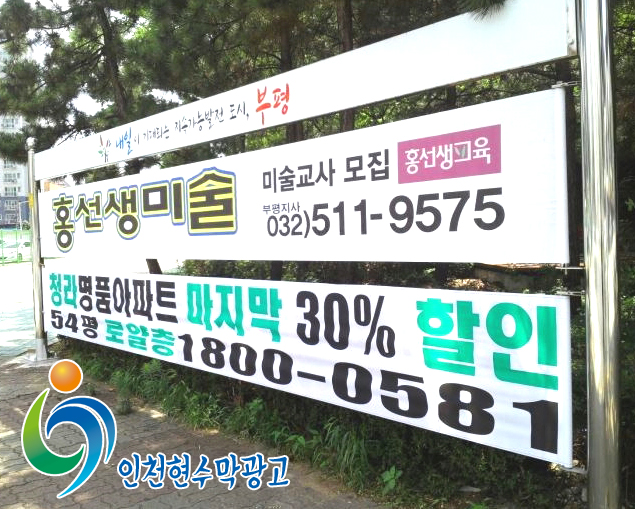 참 내일이 기대되는 지속가능발전 도시, 부평
홍선생미술
미술교사 모집 홍선생교육
부평지사
032)511-9575
청라명품아파트 마지막 30% 할인
54평 로얄층 1800-0581
인천현수막광고